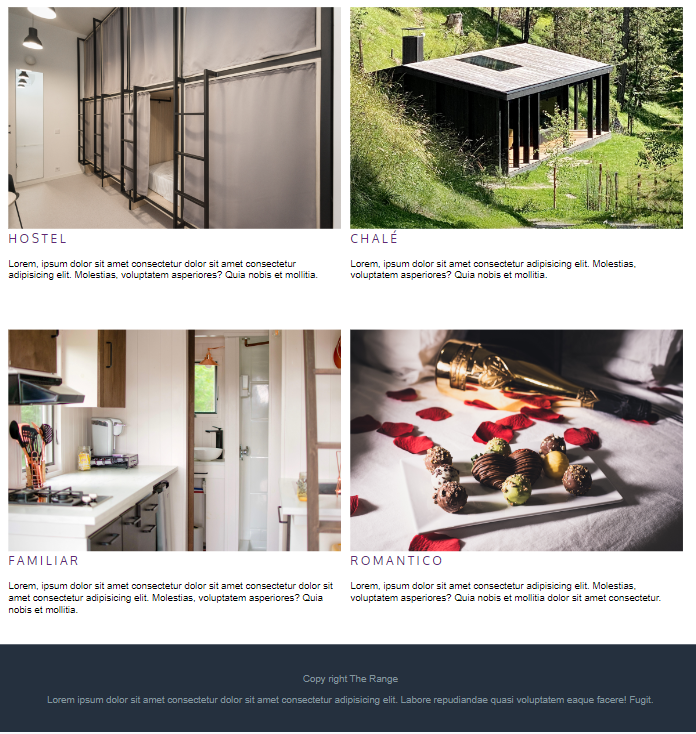 HOSTEL
Lorem, ipsum dolor sit amet consectetur dolor sit amet consectetur
adipisicing elit. Molestias, voluptatem asperiores? Quia nobis et mollitia.
CHALÉ
Lorem, ipsum dolor sit amet consectetur adipisicing elit. Molestias,
voluptatem asperiores? Quia nobis et mollitia.
FAMILIAR
Lorem, ipsum dolor sit amet consectetur dolor sit amet consectetur dolor sit
amet consectetur adipisicing elit. Molestias, voluptatem asperiores? Quia
nobis et mollitia.
ROMANTICO
Lorem, ipsum dolor sit amet consectetur adipisicing elit. Molestias,
voluptatem asperiores? Quia nobis et mollitia dolor sit amet consectetur.
Copy right The Range
Lorem ipsum dolor sit amet consectetur dolor sit amet consectetur adipisicing elit. Labore repudiandae quasi voluptatem eaque facere! Fugit.